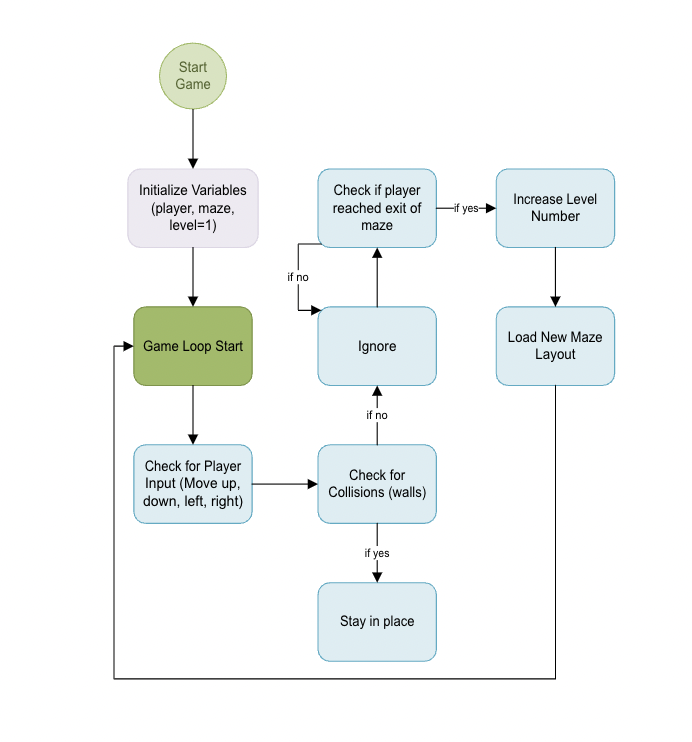 Start
Game
Initialize Variables
(player, maze,
level=1)
Game Loop Start
Check for Player
Input (Move up,
down, left, right)
Check for
Collisions (walls)
if yes
Stay in place
if no
Ignore
Check if player
reached exit of
maze
if no
if yes
Increase Level
Number
Load New Maze
Layout